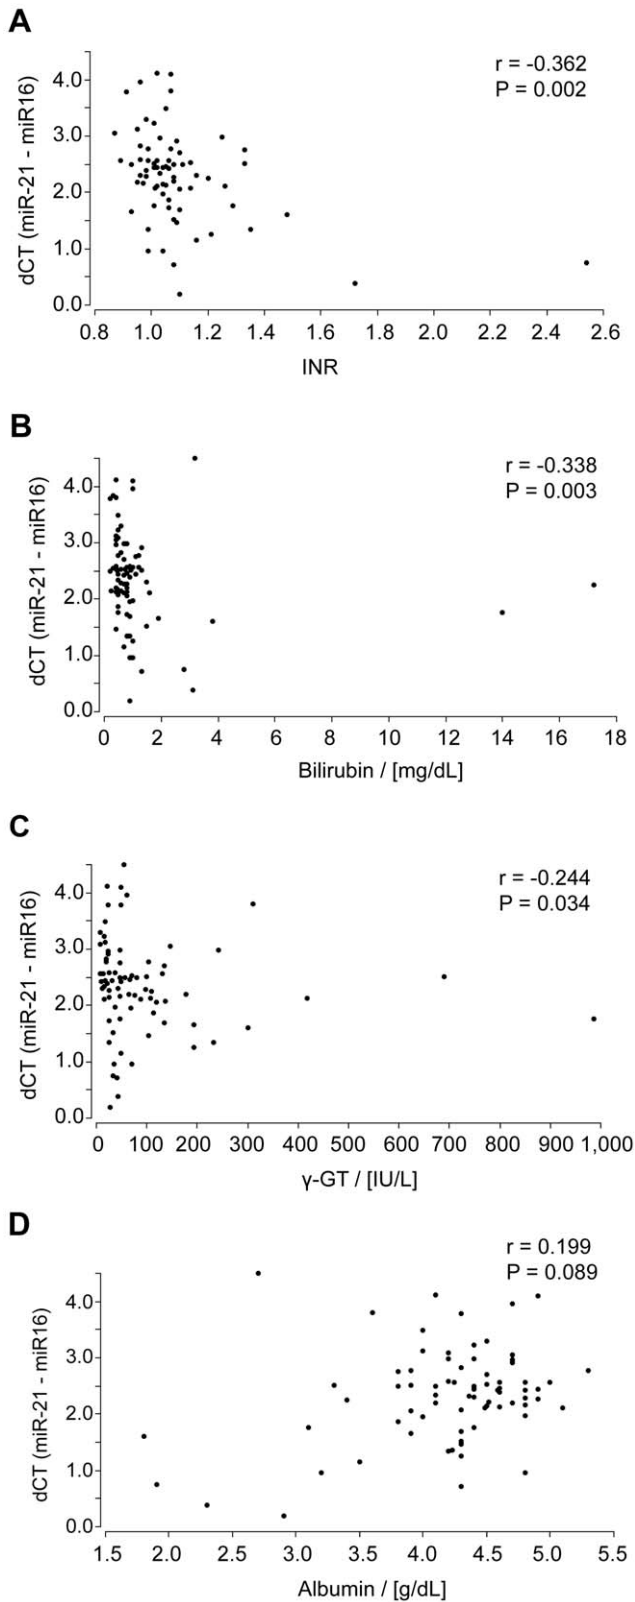 A
r = -0.362
P = 0.002
dCT (miR-21 - miR16)
4.0
3.0
2.0
1.0
0.0
0.8 1.0 1.2 1.4 1.6 1.8 2.0 2.2 2.4 2.6
INR
B
r = -0.338
P = 0.003
dCT (miR-21 - miR16)
4.0
3.0
2.0
1.0
0.0
0 2 4 6 8 10 12 14 16 18
Bilirubin / [mg/dL]
C
r = -0.244
P = 0.034
dCT (miR-21 - miR16)
4.0
3.0
2.0
1.0
0.0
0 100 200 300 400 500 600 700 800 900 1,000
γ-GT / [IU/L]
D
r = 0.199
P = 0.089
dCT (miR-21 - miR16)
4.0
3.0
2.0
1.0
0.0
1.5 2.0 2.5 3.0 3.5 4.0 4.5 5.0 5.5
Albumin / [g/dL]